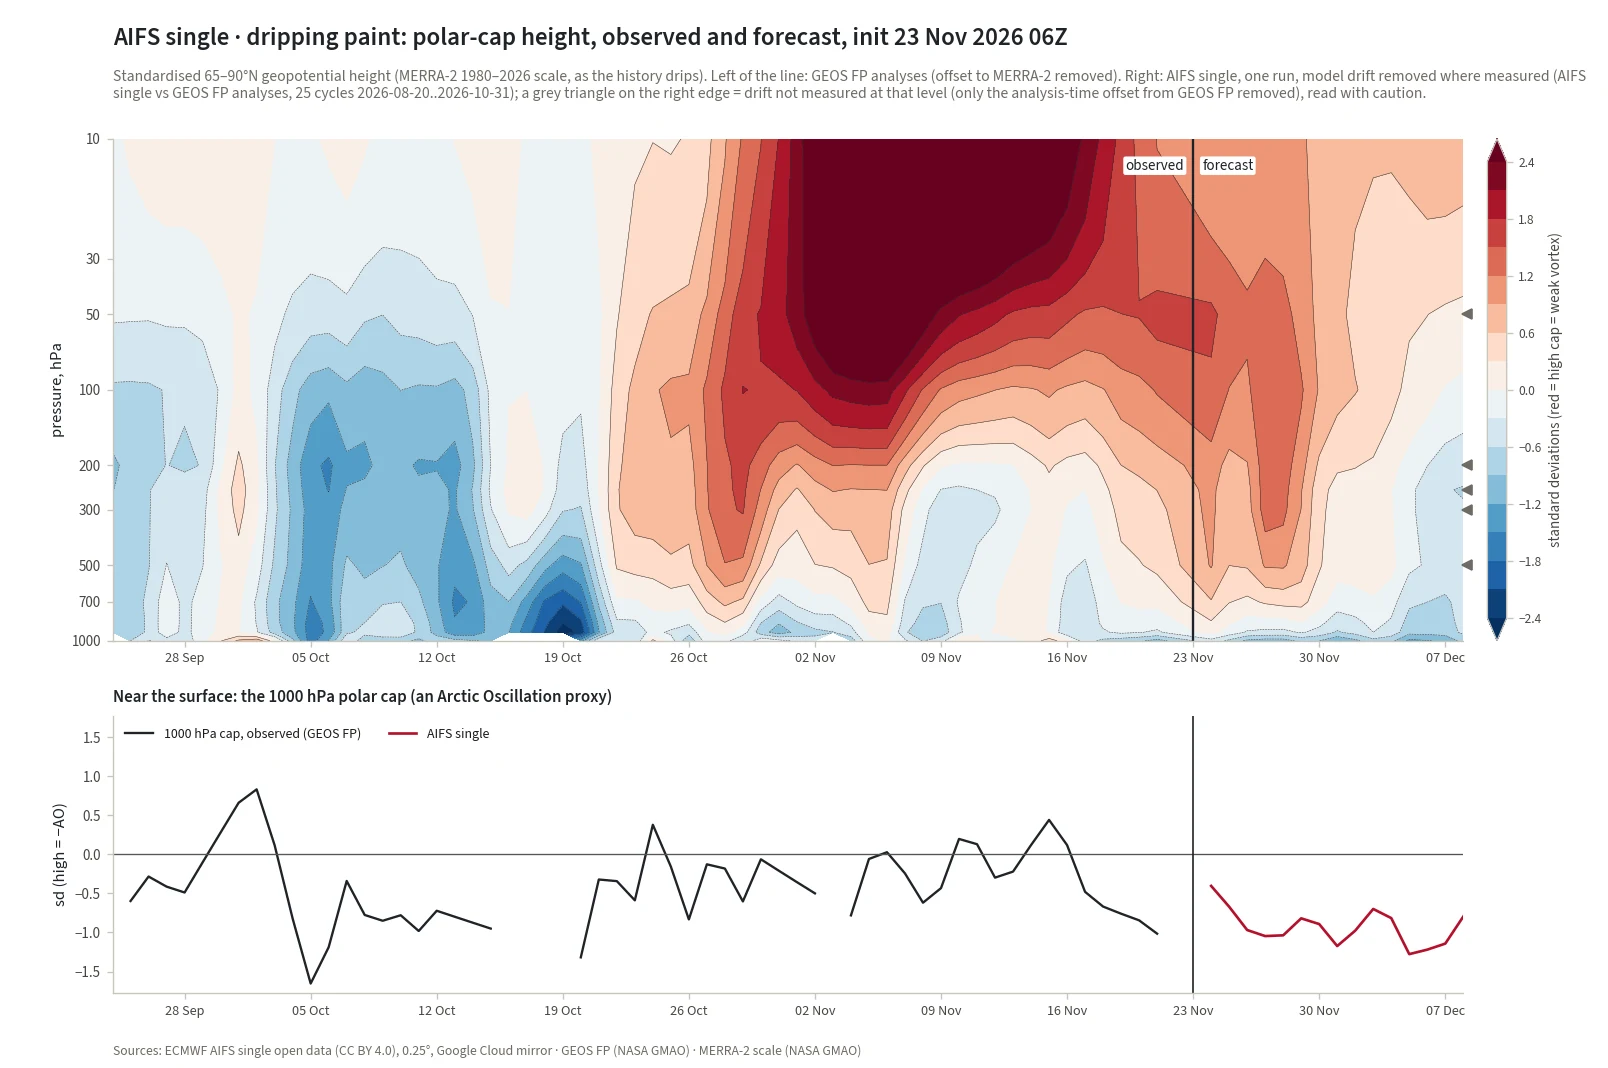 AIFS single · dripping paint: polar-cap height, observed and forecast, init 23 Nov 2026 06Z
Standardised 65–90°N geopotential height (MERRA-2 1980–2026 scale, as the history drips). Left of the line: GEOS FP analyses (offset to MERRA-2 removed). Right: AIFS single, one run, model drift removed where measured (AIFS
single vs GEOS FP analyses, 25 cycles 2026-08-20..2026-10-31); a grey triangle on the right edge = drift not measured at that level (only the analysis-time offset from GEOS FP removed), read with caution.
pressure, hPa
10
30
50
100
200
300
500
700
1000
observed
forecast
28 Sep
05 Oct
12 Oct
19 Oct
26 Oct
02 Nov
09 Nov
16 Nov
23 Nov
30 Nov
07 Dec
2.4
1.8
1.2
0.6
0.0
−0.6
−1.2
−1.8
−2.4
standard deviations (red = high cap = weak vortex)
Near the surface: the 1000 hPa polar cap (an Arctic Oscillation proxy)
1000 hPa cap, observed (GEOS FP)
AIFS single
sd (high = −AO)
1.5
1.0
0.5
0.0
−0.5
−1.0
−1.5
28 Sep
05 Oct
12 Oct
19 Oct
26 Oct
02 Nov
09 Nov
16 Nov
23 Nov
30 Nov
07 Dec
Sources: ECMWF AIFS single open data (CC BY 4.0), 0.25°, Google Cloud mirror · GEOS FP (NASA GMAO) · MERRA-2 scale (NASA GMAO)